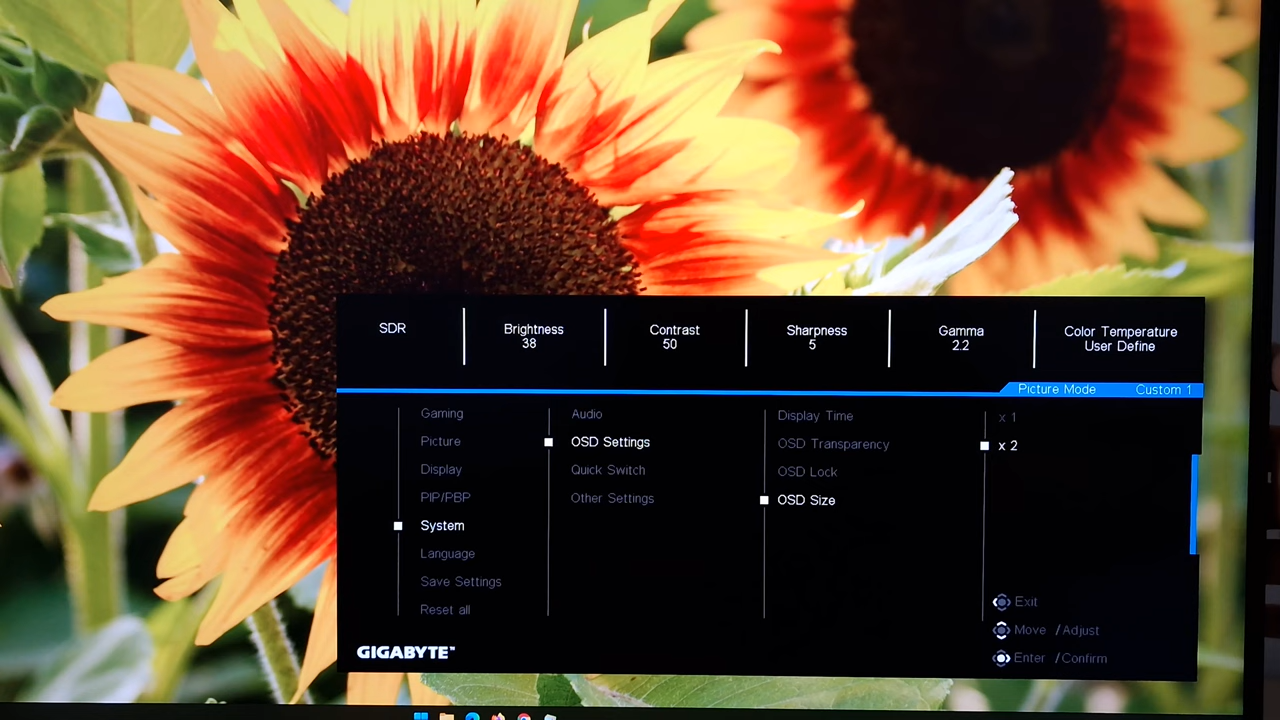 SDR
Brightness
38
Contrast
50
Sharpness
5
Gamma
2.2
Color Temperature
User Define
Picture Mode Custom 1
Gaming
Picture
Display
PIP/PBP
System
Language
Save Settings
Reset all
Audio
OSD Settings
Quick Switch
Other Settings
Display Time
OSD Transparency
OSD Lock
OSD Size
x 1
x 2
Exit
Move /Adjust
Enter /Confirm
GIGABYTE™